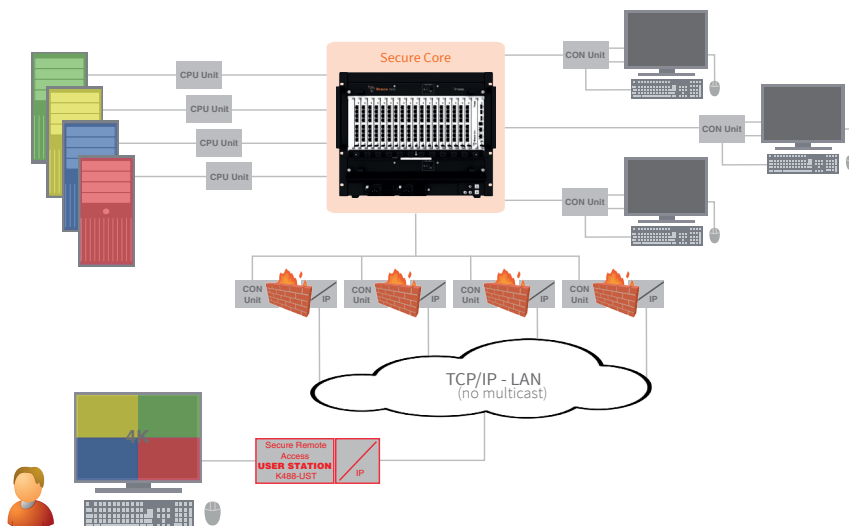 Secure Core
CPU Unit
CPU Unit
CPU Unit
CPU Unit
CON Unit
CON Unit
CON Unit
CON
Unit
IP
CON
Unit
IP
CON
Unit
IP
CON
Unit
IP
TCP/IP - LAN
(no multicast)
4K
Secure Remote
Access
USER STATION
K488-UST
IP